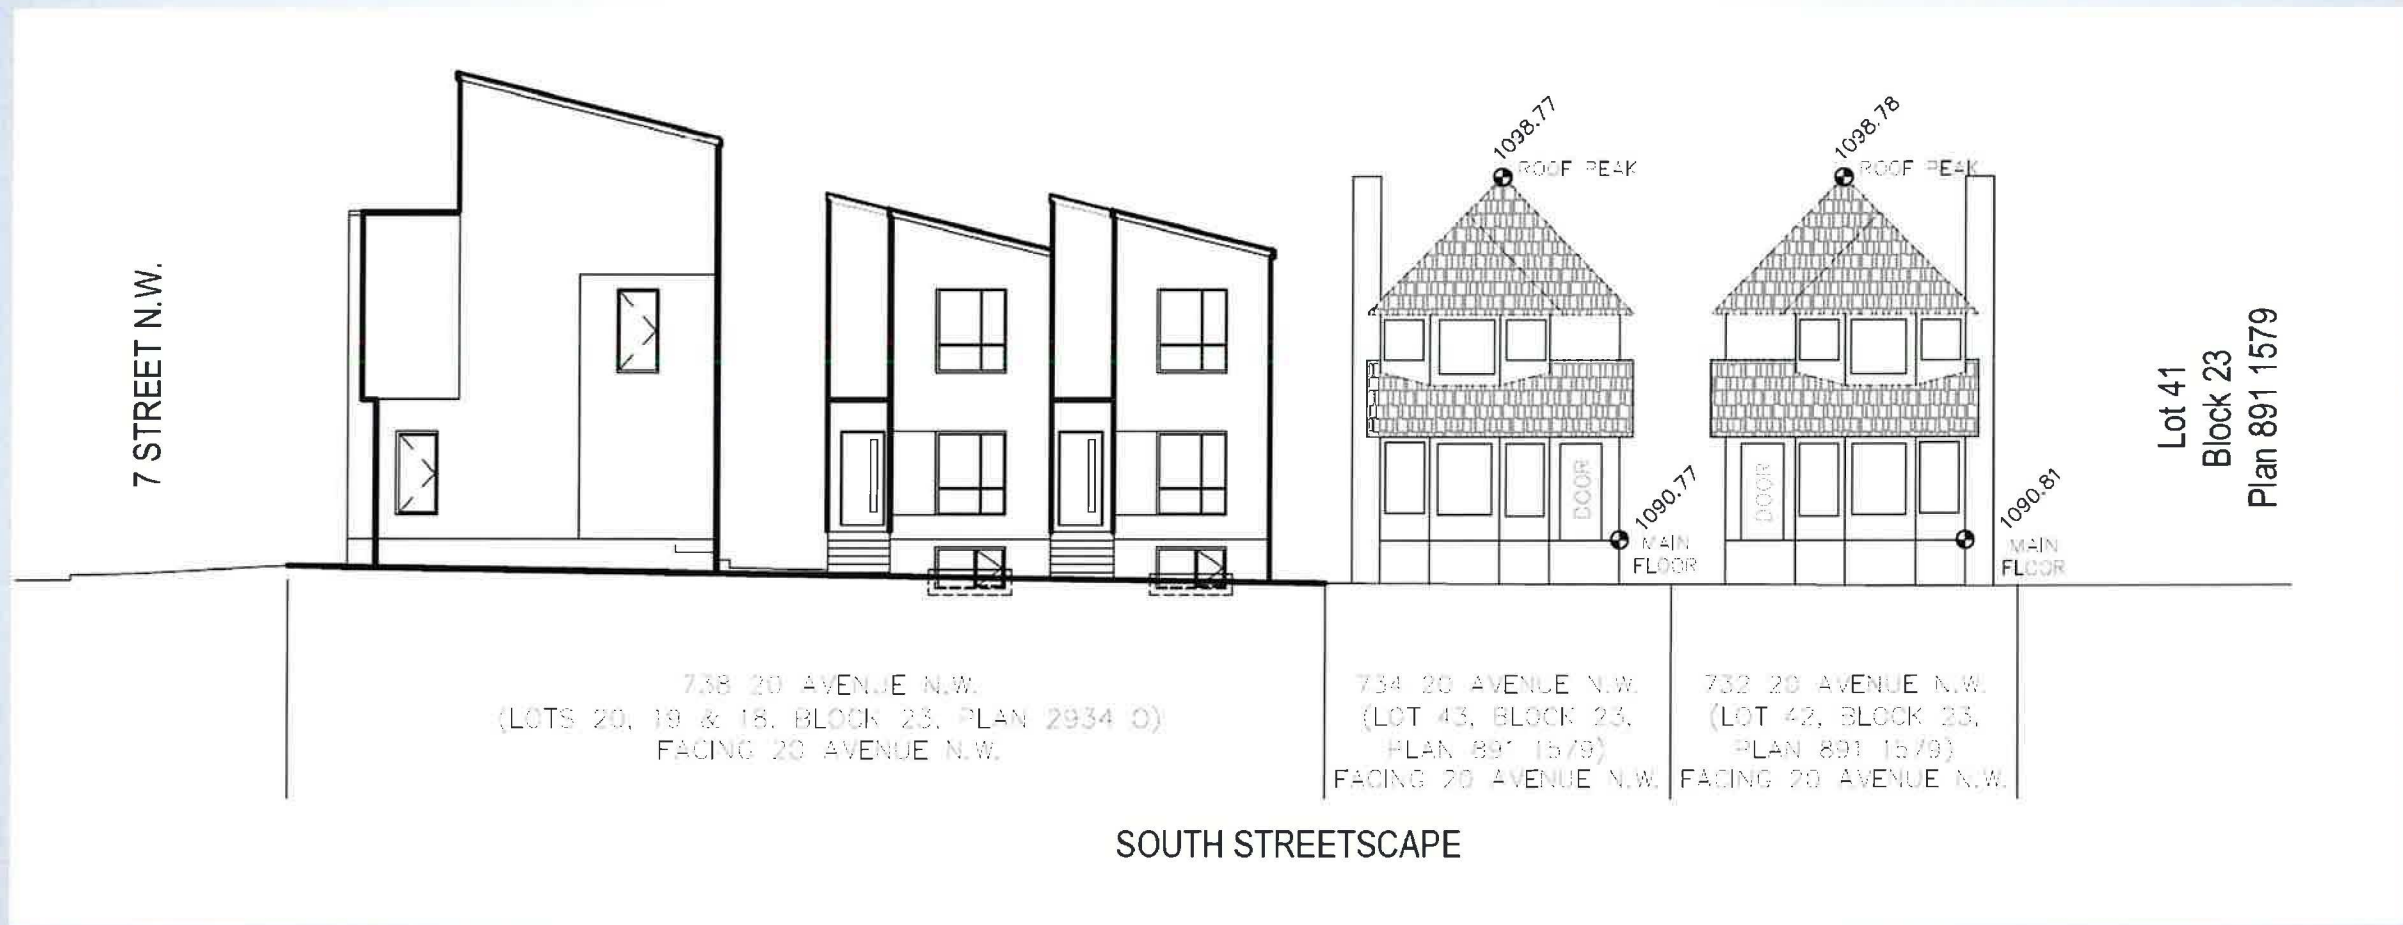 7 STREET N.W.
1098.77
ROOF PEAK
1098.78
ROOF PEAK
DOOR
1090.77
MAIN
FLOOR
DOOR
1090.81
MAIN
FLOOR
Lot 41
Block 23
Plan 891 1579
738 20 AVENUE N.W.
(LOTS 20, 19 & 18, BLOCK 23, PLAN 2934 O)
FACING 20 AVENUE N.W.
734 20 AVENUE N.W.
(LOT 43, BLOCK 23,
PLAN 891 1579)
FACING 20 AVENUE N.W.
732 20 AVENUE N.W.
(LOT 42, BLOCK 23,
PLAN 891 1579)
FACING 20 AVENUE N.W.
SOUTH STREETSCAPE